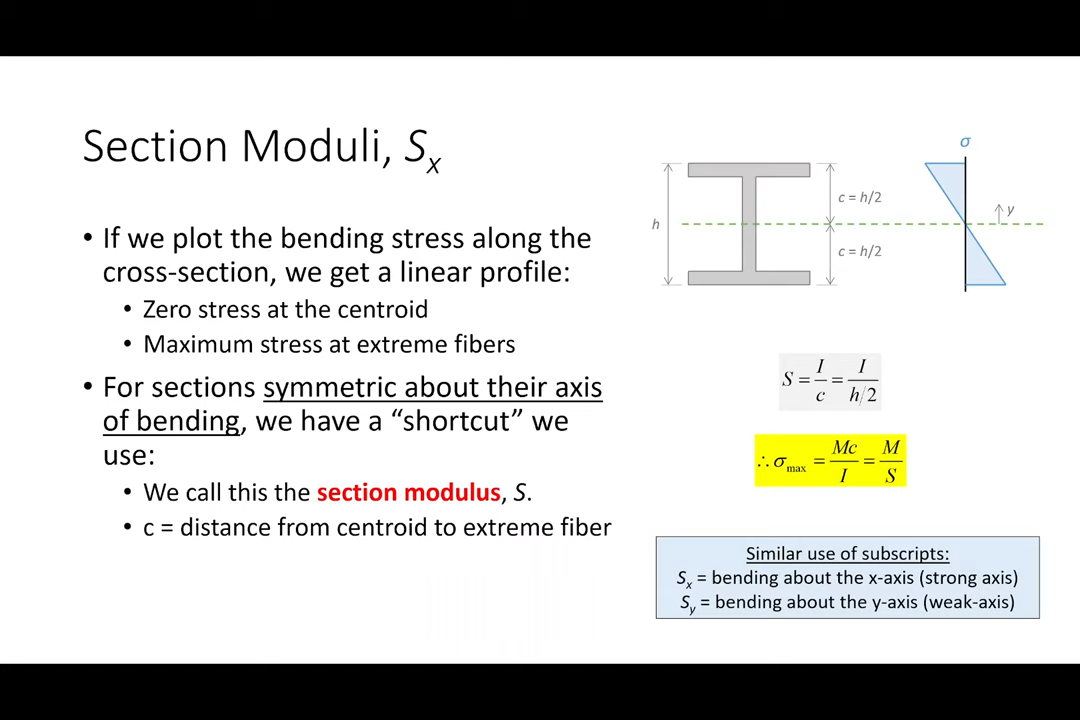 Section Moduli, Sx
• If we plot the bending stress along the
cross-section, we get a linear profile:
• Zero stress at the centroid
• Maximum stress at extreme fibers
• For sections symmetric about their axis
of bending, we have a “shortcut” we
use:
• We call this the section modulus, S.
• c = distance from centroid to extreme fiber
σ
h
c = h/2
c = h/2
y
S = I/c = I/(h/2)
∴ σmax = Mc/I = M/S
Similar use of subscripts:
Sx = bending about the x-axis (strong axis)
Sy = bending about the y-axis (weak-axis)